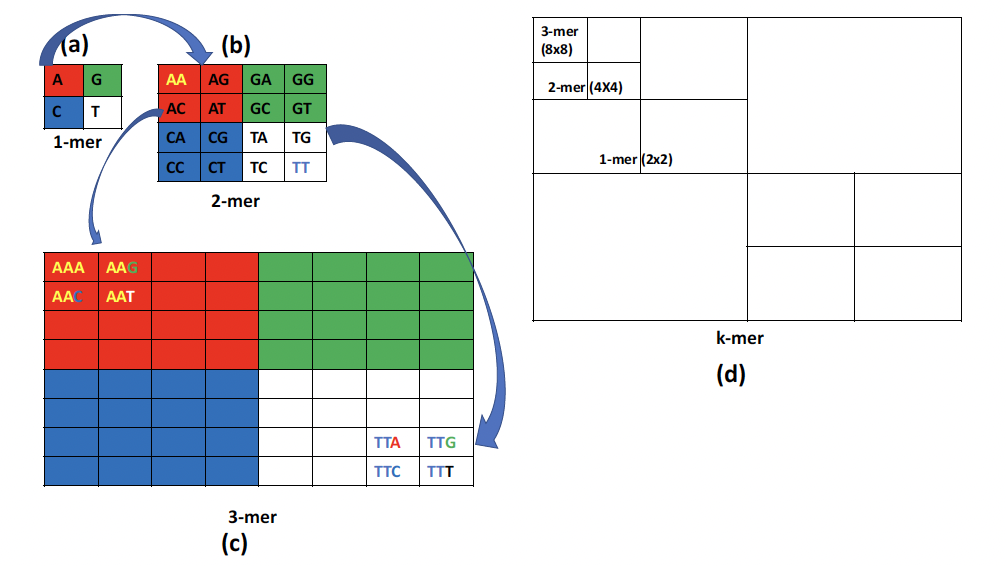 (a)
A G
C T
1-mer
(b)
AA AG GA GG
AC AT GC GT
CA CG TA TG
CC CT TC TT
2-mer
AAA AAG
AAC AAT
TTA TTG
TTC TTT
3-mer
(c)
3-mer
(8x8)
2-mer (4X4)
1-mer (2x2)
k-mer
(d)